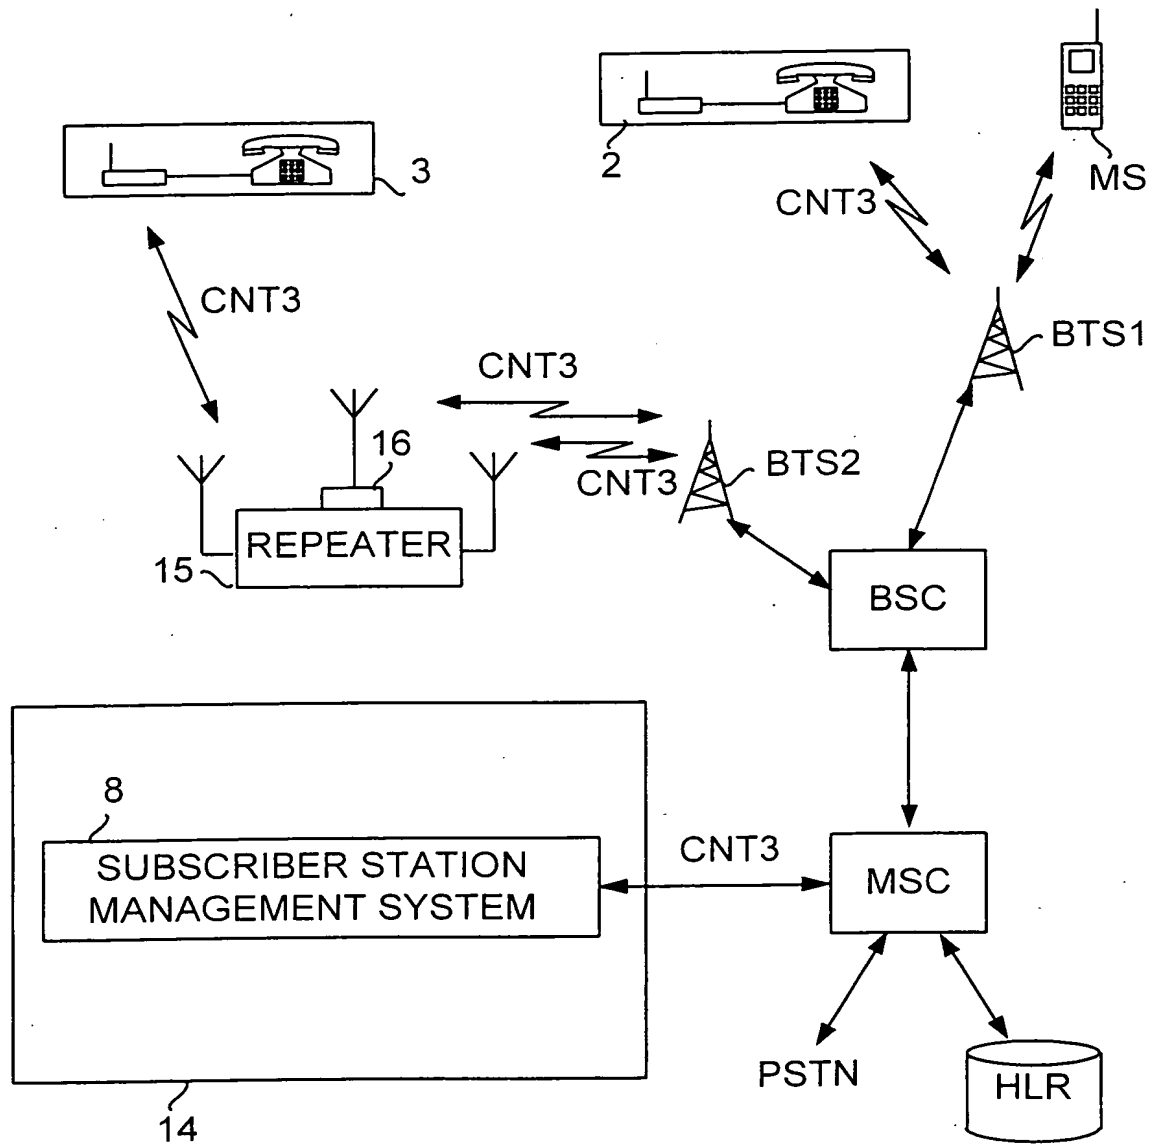 2
MS
3
CNT3
CNT3
BTS1
CNT3
16
CNT3
BTS2
REPEATER
15
BSC
8
SUBSCRIBER STATION
MANAGEMENT SYSTEM
CNT3
MSC
PSTN
HLR
14